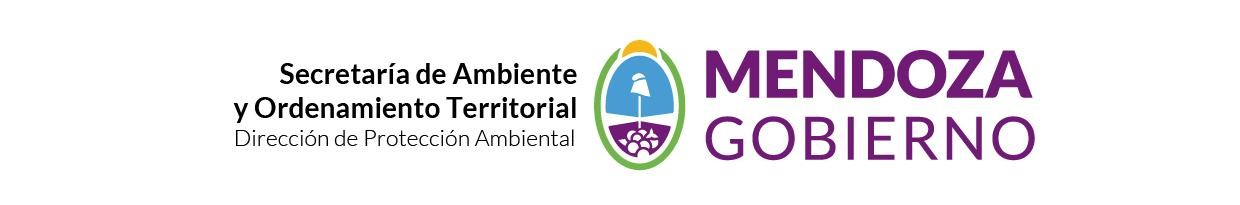 Secretaría de Ambiente
y Ordenamiento Territorial
Dirección de Protección Ambiental
MENDOZA
GOBIERNO